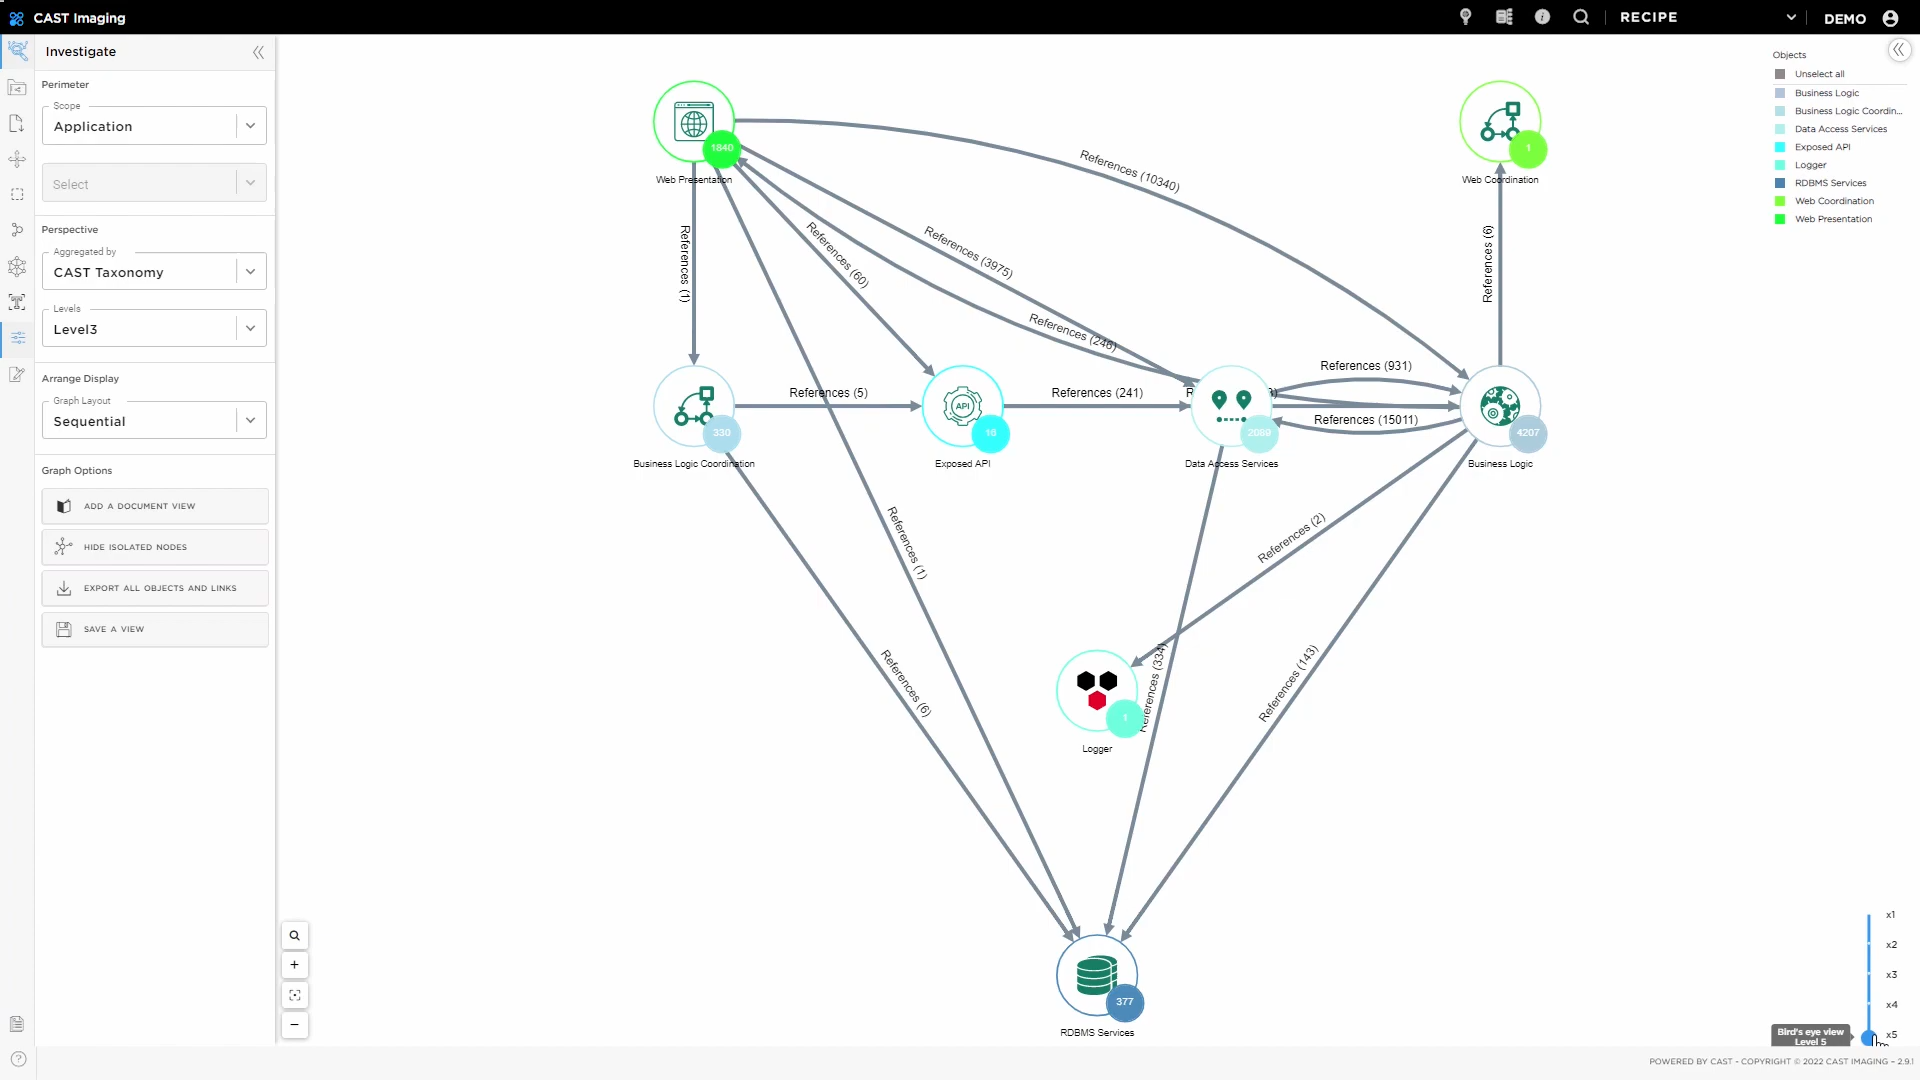 CAST Imaging
RECIPE
DEMO
Investigate
Perimeter
Scope
Application
Select
Perspective
Aggregated by
CAST Taxonomy
Levels
Level3
Arrange Display
Graph Layout
Sequential
Graph Options
ADD A DOCUMENT VIEW
HIDE ISOLATED NODES
EXPORT ALL OBJECTS AND LINKS
SAVE A VIEW
1840
Web Presentation
1
Web Coordination
References (10340)
References (3975)
References (60)
References (246)
References (1)
References (6)
330
Business Logic Coordination
References (5)
API
16
Exposed API
References (241)
2089
Data Access Services
References (931)
References (15011)
4207
Business Logic
References (1)
References (2)
References (6)
References (334)
References (143)
1
Logger
377
RDBMS Services
Objects
Unselect all
Business Logic
Business Logic Coordin...
Data Access Services
Exposed API
Logger
RDBMS Services
Web Coordination
Web Presentation
x1
x2
x3
x4
x5
Bird's eye view
Level 5
POWERED BY CAST - COPYRIGHT © 2022 CAST IMAGING - 2.9.1